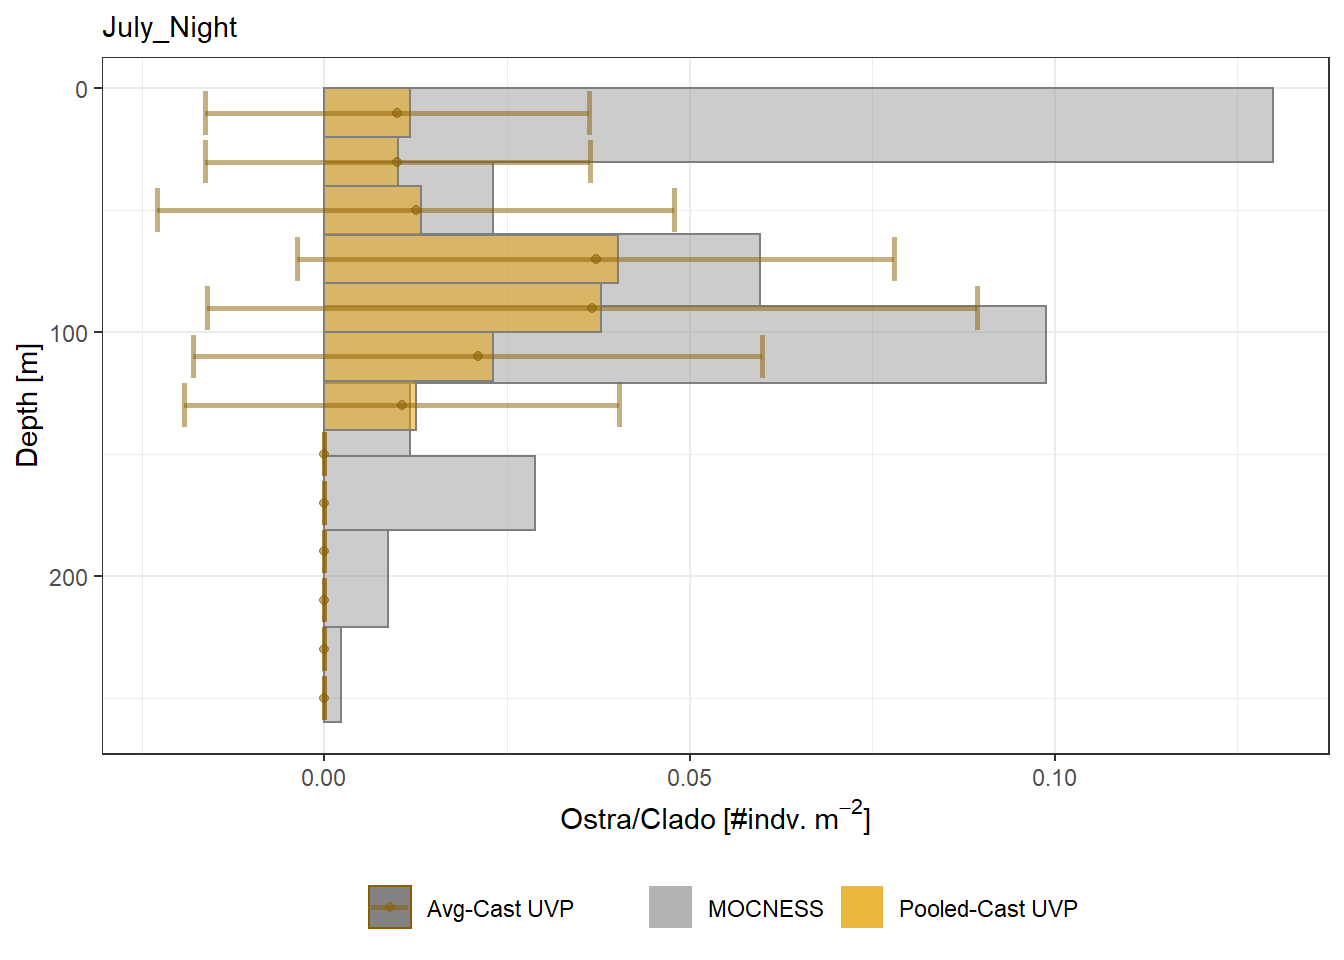 July_Night
0
100
200
Depth [m]
0.00 0.05 0.10
Ostra/Clado [#indv. m⁻²]
Avg-Cast UVP MOCNESS Pooled-Cast UVP